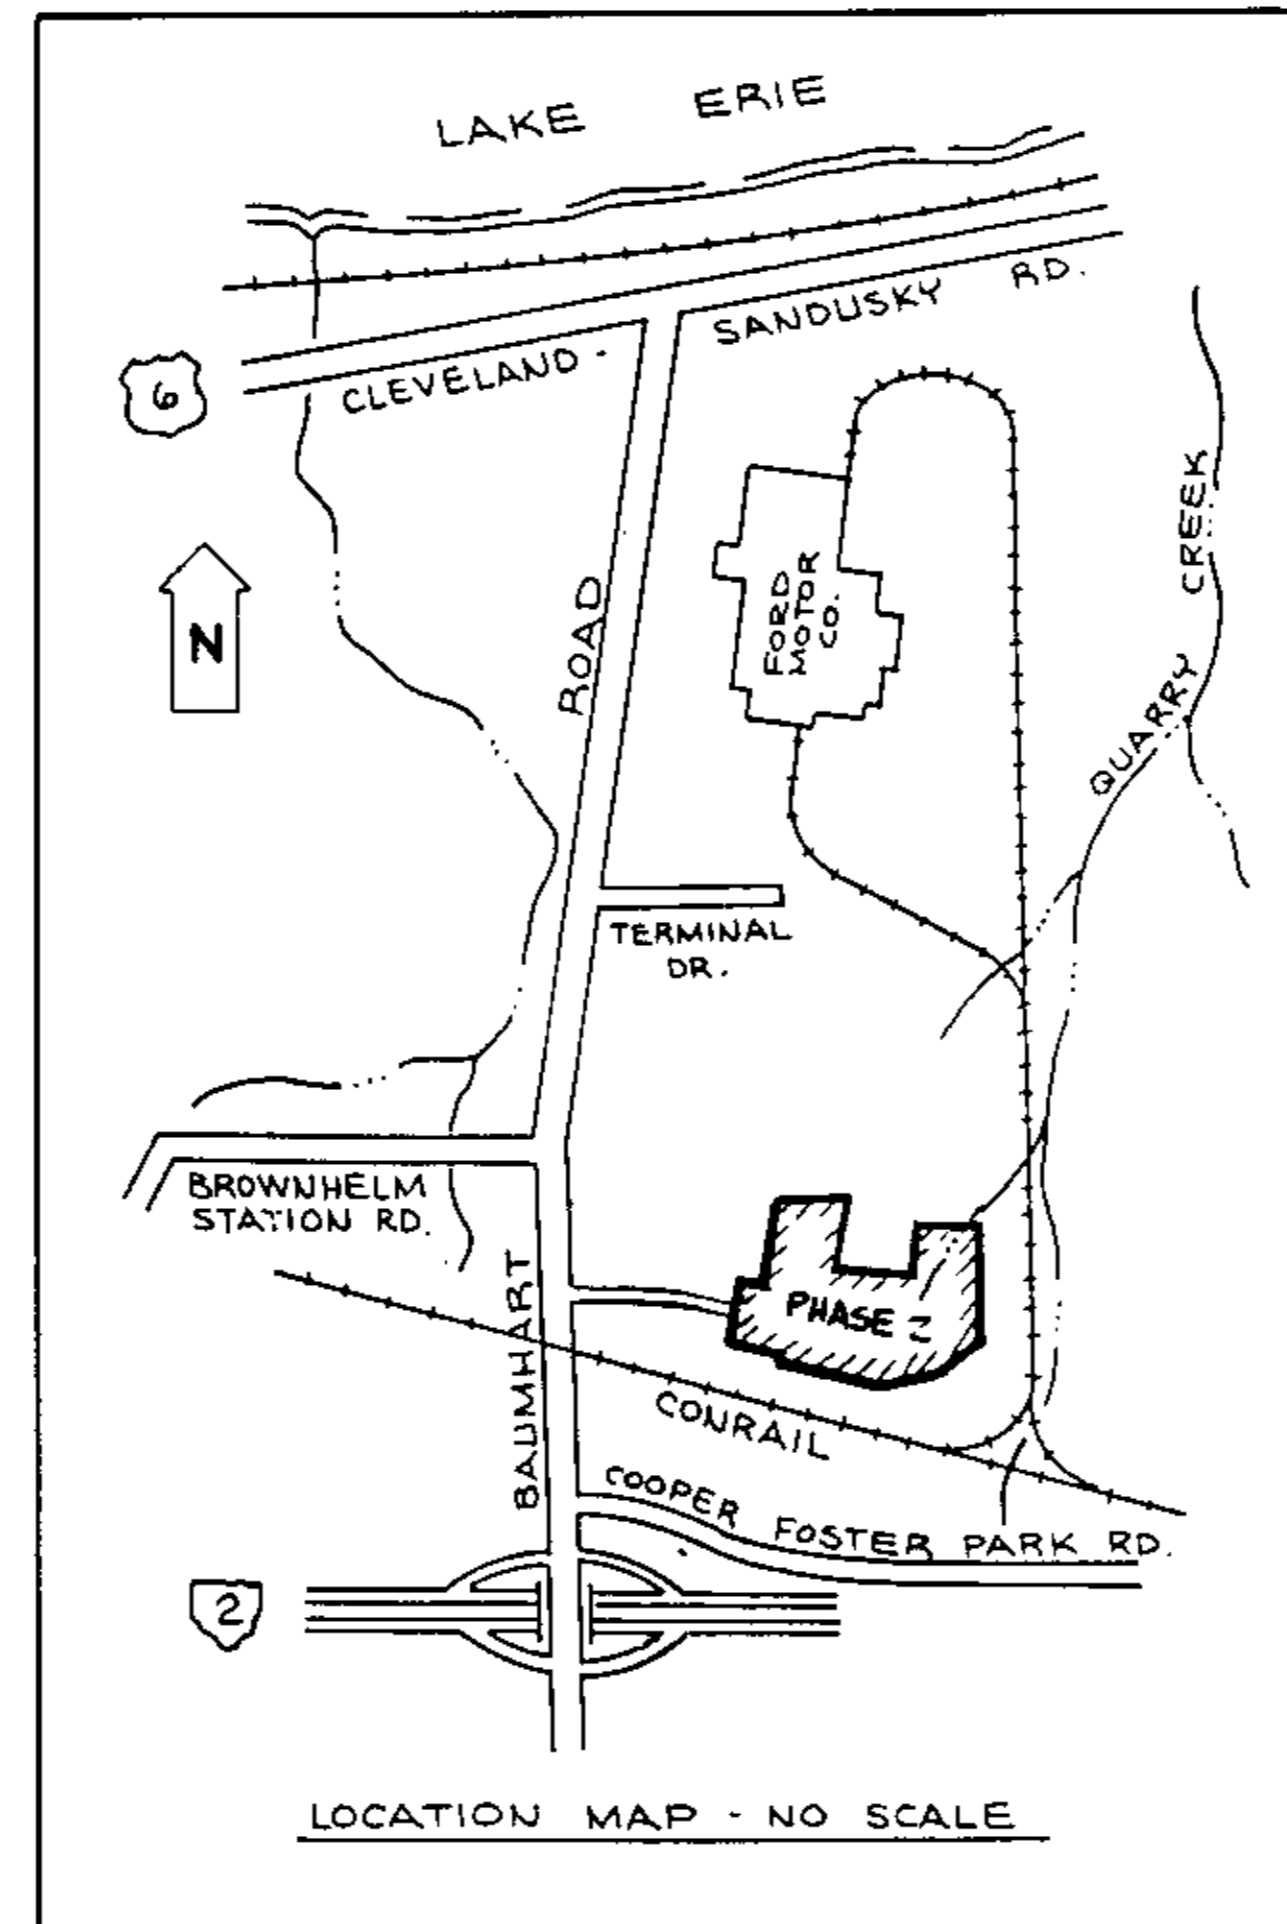 LAKE ERIE
CLEVELAND - SANDUSKY RD.
6
N
ROAD
FORD
MOTOR
CO.
CREEK
QUARRY
TERMINAL
DR.
BROWNHELM
STATION RD.
BAUMHART
PHASE 2
CONRAIL
COOPER FOSTER PARK RD.
2
LOCATION MAP - NO SCALE